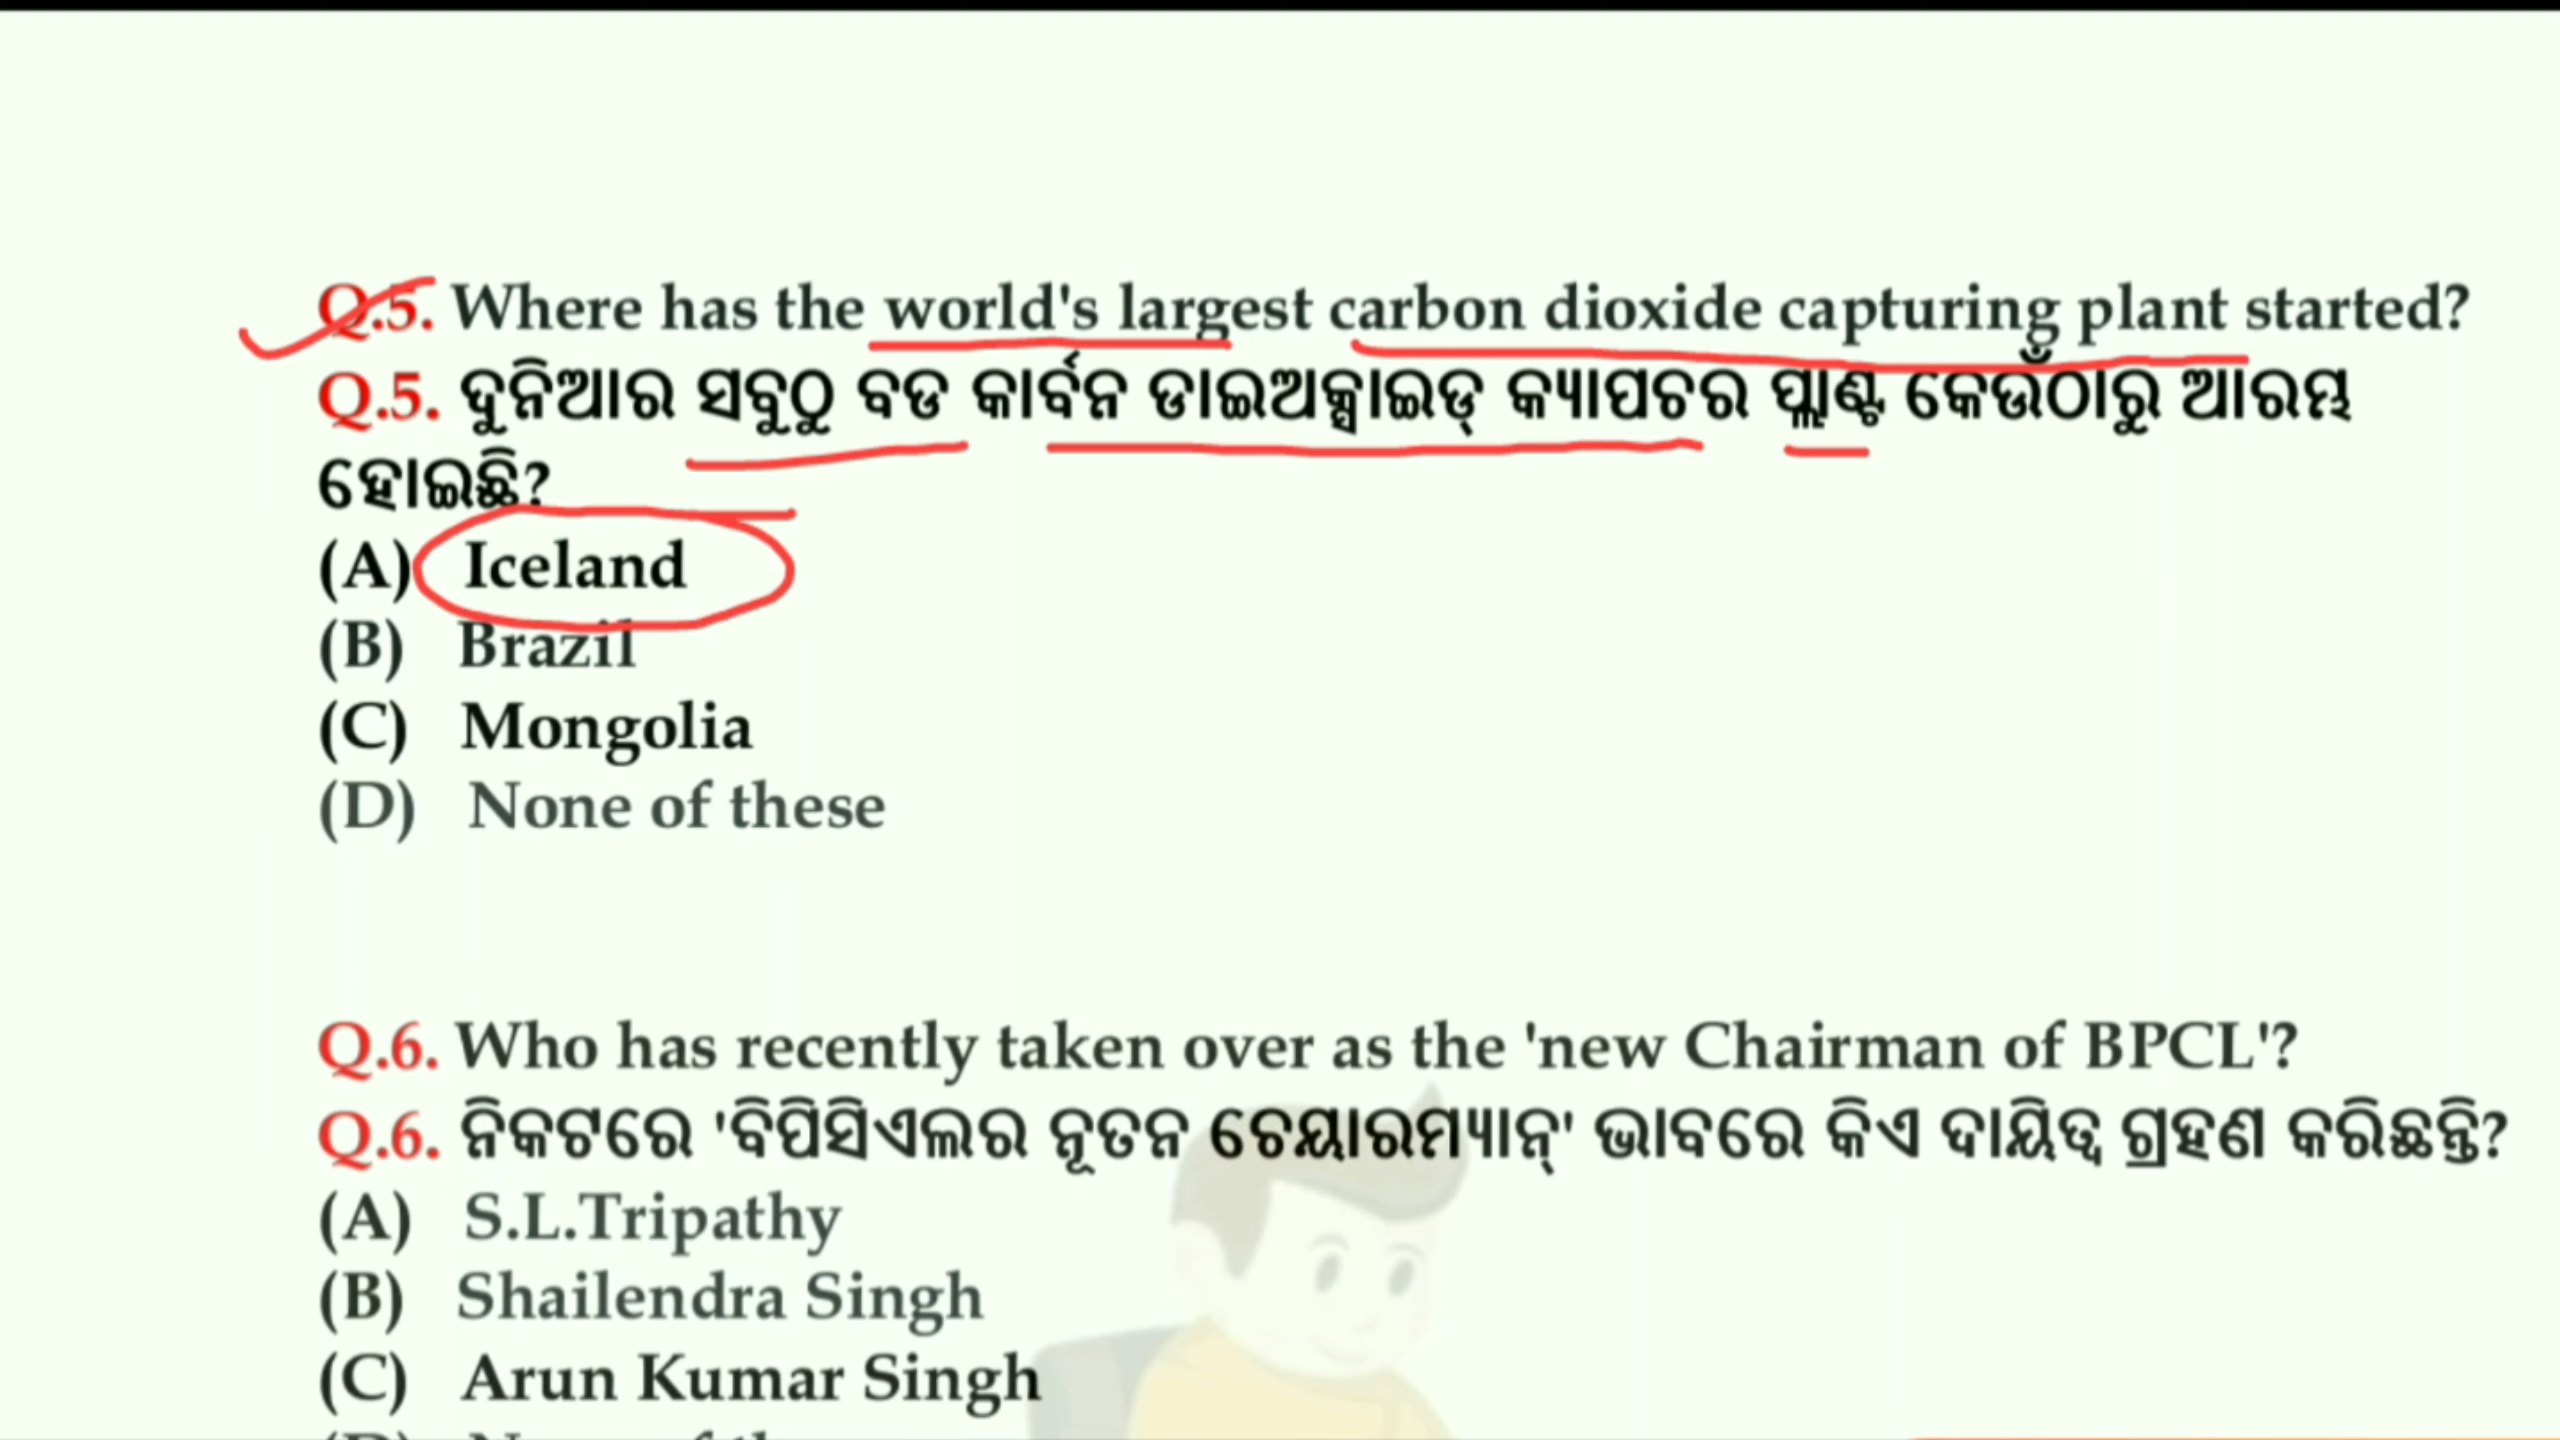 Q.5. Where has the world's largest carbon dioxide capturing plant started?
Q.5. ଦୁନିଆର ସବୁଠୁ ବଡ କାର୍ବନ ଡାଇଅକ୍ସାଇଡ୍ କ୍ୟାପଚର ପ୍ଲାଣ୍ଟ କେଉଁଠାରୁ ଆରମ୍ଭ
ହୋଇଛି?
(A) Iceland
(B) Brazil
(C) Mongolia
(D) None of these
Q.6. Who has recently taken over as the 'new Chairman of BPCL'?
Q.6. ନିକଟରେ 'ବିପିସିଏଲର ନୂତନ ଚେୟାରମ୍ୟାନ୍' ଭାବରେ କିଏ ଦାୟିତ୍ୱ ଗ୍ରହଣ କରିଛନ୍ତି?
(A) S.L.Tripathy
(B) Shailendra Singh
(C) Arun Kumar Singh